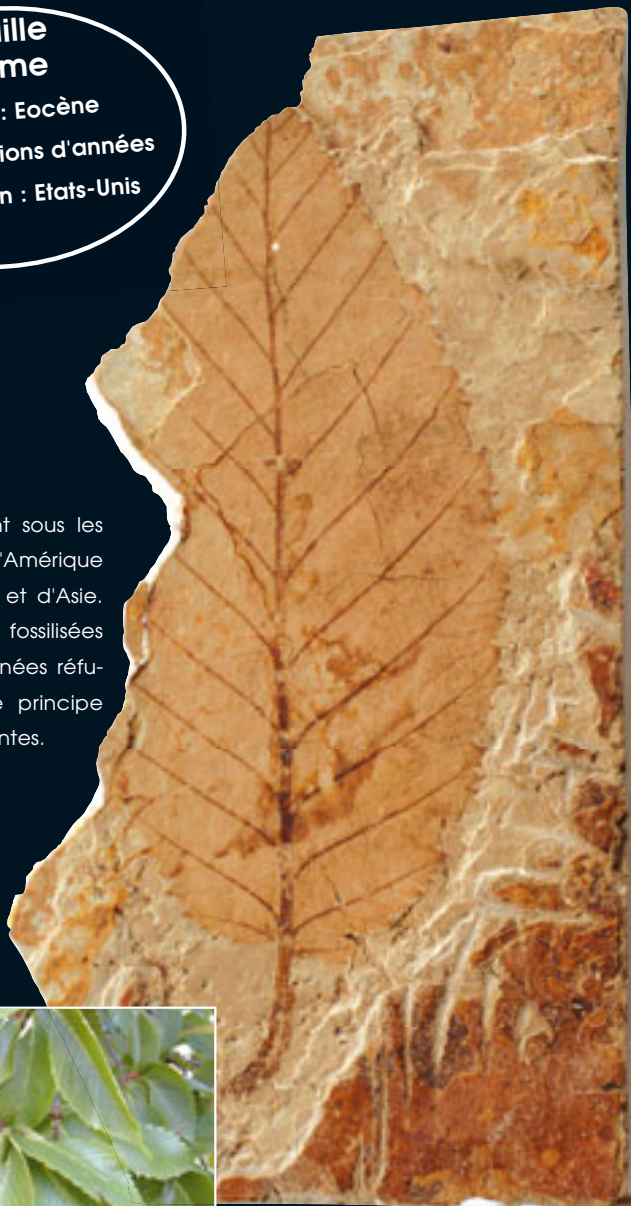 ille
me
: Eocène
ions d'années
n : Etats-Unis
nt sous les
'Amérique
et d'Asie.
fossilisées
nées réfu-
e principe
ntes.